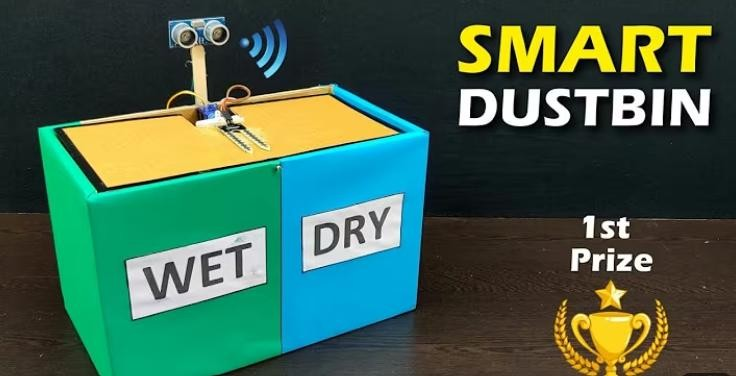 SMART
DUSTBIN
WET
DRY
1st
Prize